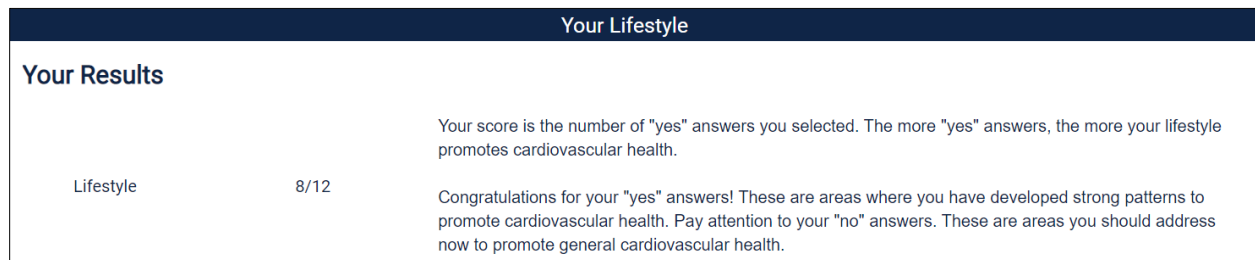 Your Lifestyle
Your Results
Your score is the number of "yes" answers you selected. The more "yes" answers, the more your lifestyle
promotes cardiovascular health.
Lifestyle 8/12
Congratulations for your "yes" answers! These are areas where you have developed strong patterns to
promote cardiovascular health. Pay attention to your "no" answers. These are areas you should address
now to promote general cardiovascular health.